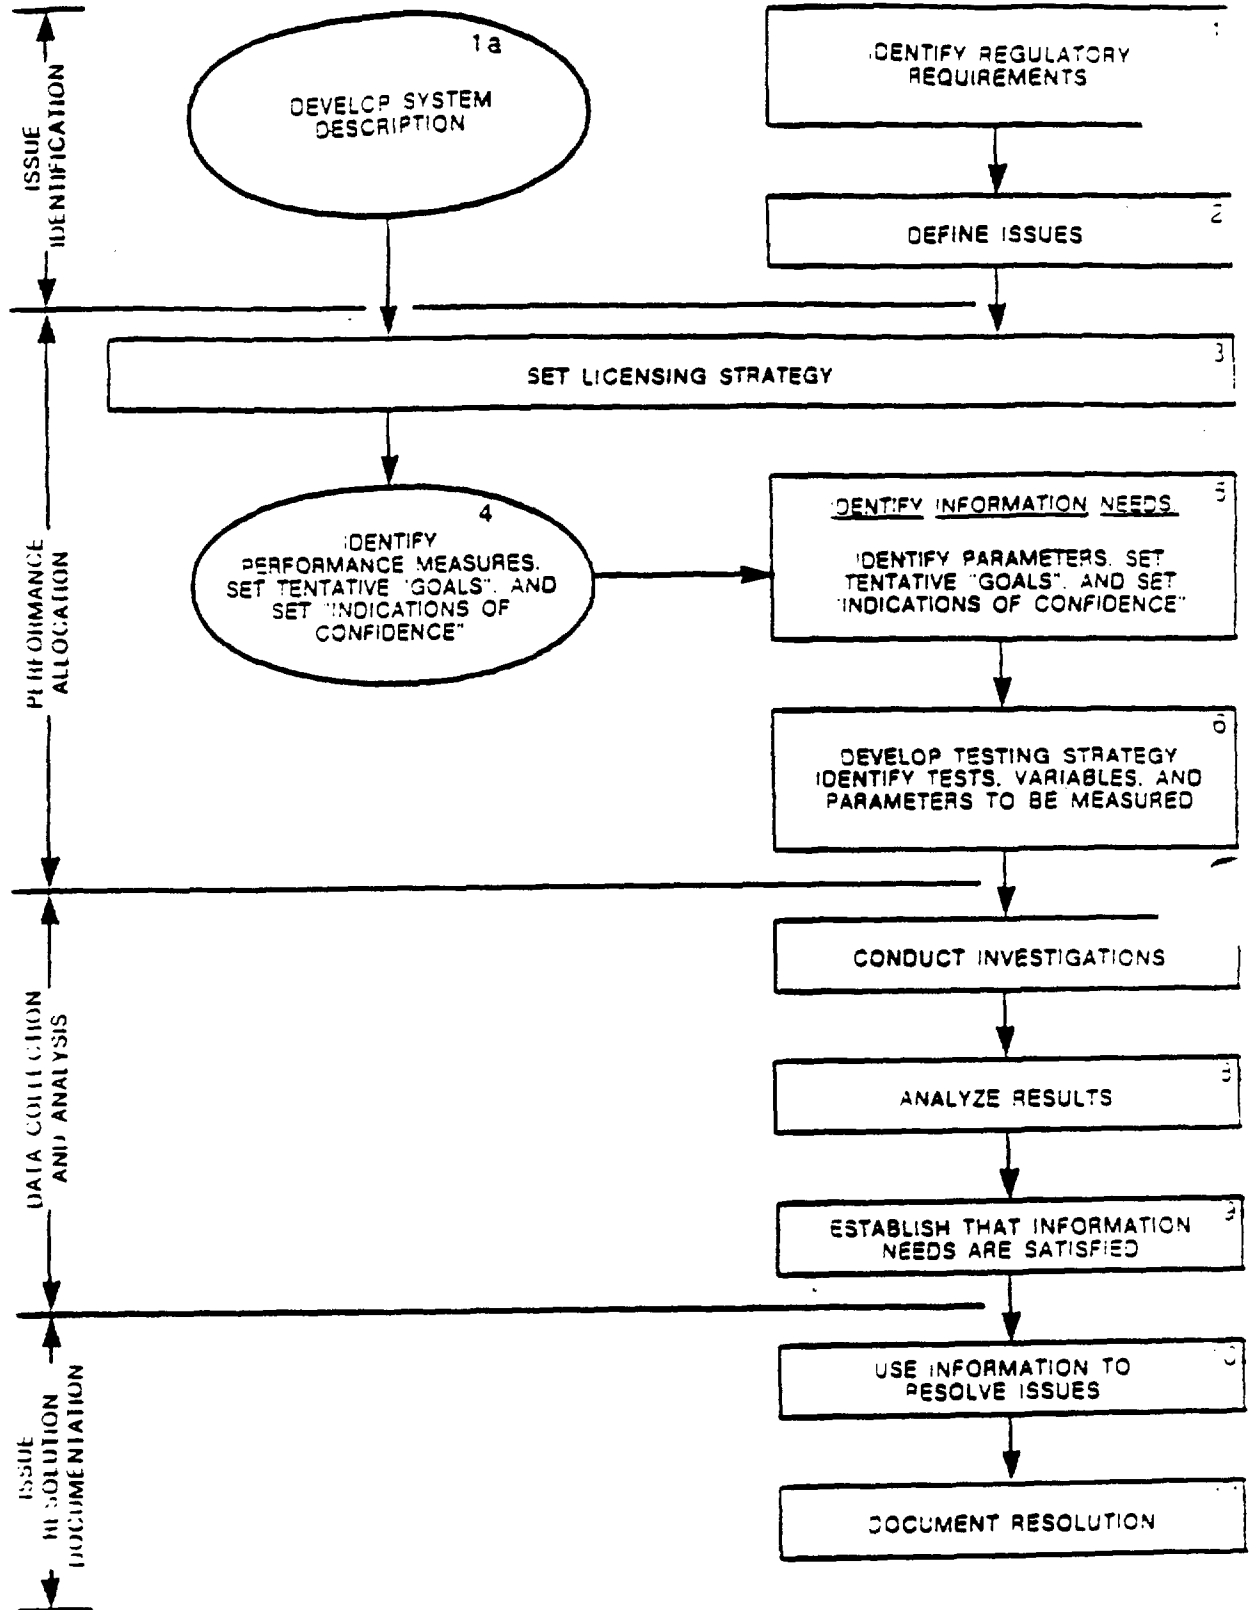 1a
DEVELOP SYSTEM
DESCRIPTION
IDENTIFY REGULATORY
REQUIREMENTS
2
DEFINE ISSUES
ISSUE
IDENTIFICATION
3
SET LICENSING STRATEGY
4
IDENTIFY
PERFORMANCE MEASURES.
SET TENTATIVE "GOALS". AND
SET "INDICATIONS OF
CONFIDENCE"
5
IDENTIFY INFORMATION NEEDS
IDENTIFY PARAMETERS. SET
TENTATIVE "GOALS". AND SET
"INDICATIONS OF CONFIDENCE"
6
DEVELOP TESTING STRATEGY
IDENTIFY TESTS. VARIABLES. AND
PARAMETERS TO BE MEASURED
PERFORMANCE
ALLOCATION
CONDUCT INVESTIGATIONS
ANALYZE RESULTS
9
ESTABLISH THAT INFORMATION
NEEDS ARE SATISFIED
DATA COLLECTION
AND ANALYSIS
USE INFORMATION TO
RESOLVE ISSUES
DOCUMENT RESOLUTION
ISSUE
RESOLUTION
DOCUMENTATION